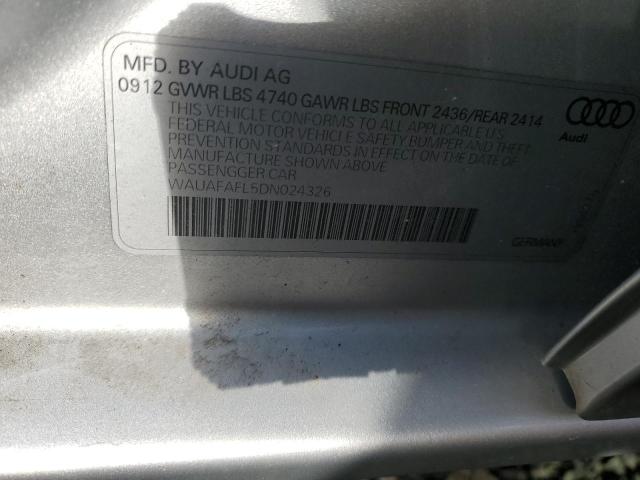 MFD. BY AUDI AG
0912 GVWR LBS 4740 GAWR LBS FRONT 2436/REAR 2414
THIS VEHICLE CONFORMS TO ALL APPLICABLE U.S.
FEDERAL MOTOR VEHICLE SAFETY, BUMPER AND THEFT
PREVENTION STANDARDS IN EFFECT ON THE DATE OF
MANUFACTURE SHOWN ABOVE
PASSENGGER CAR
WAUAFAFL5DN024326
Audi
GERMANY